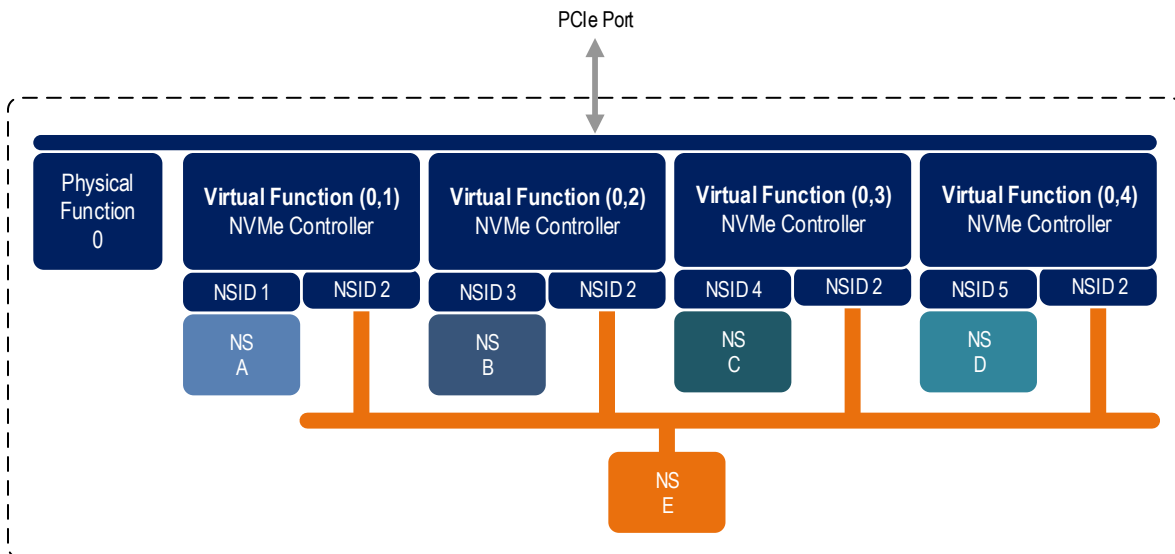 PCIe Port
Physical
Function
0
Virtual Function (0,1)
NVMe Controller
Virtual Function (0,2)
NVMe Controller
Virtual Function (0,3)
NVMe Controller
Virtual Function (0,4)
NVMe Controller
NSID 1
NSID 2
NSID 3
NSID 2
NSID 4
NSID 2
NSID 5
NSID 2
NS
A
NS
B
NS
C
NS
D
NS
E